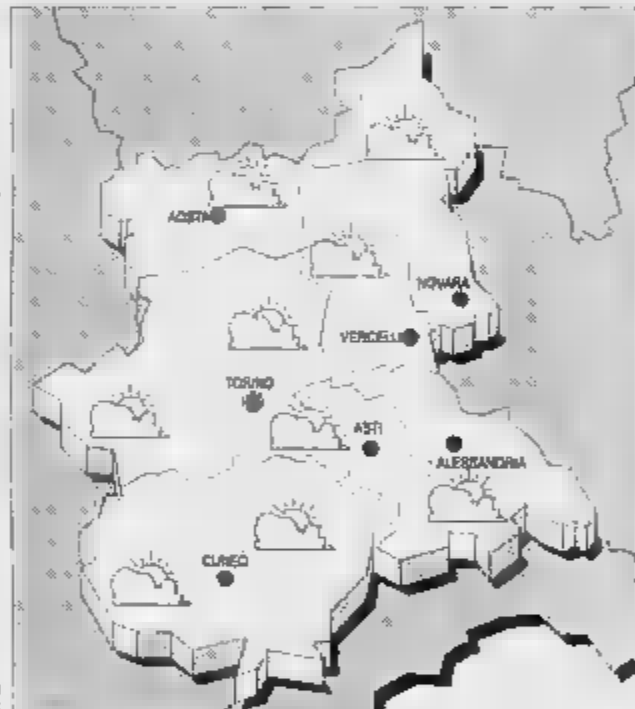 AOSTA
NOVARA
VERCELLI
TORINO
ASTI
ALESSANDRIA
CUNEO